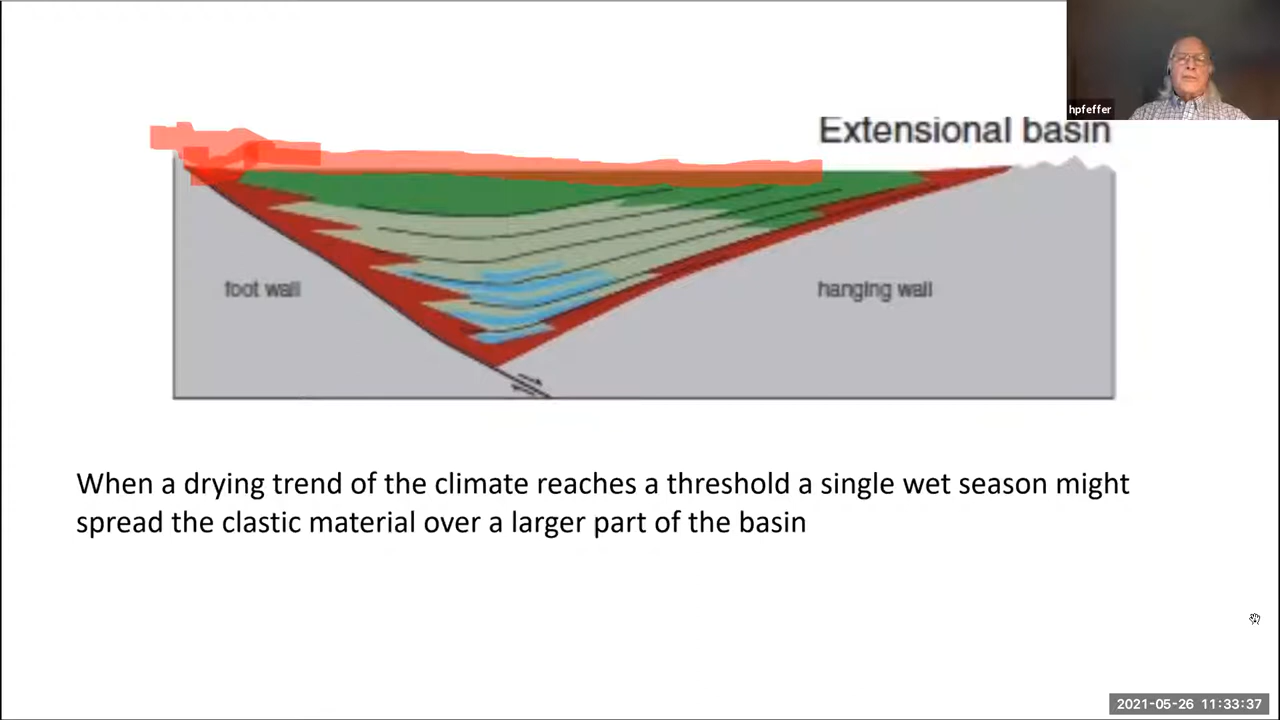 hpfeffer
Extensional basin
foot wall
hanging wall
When a drying trend of the climate reaches a threshold a single wet season might
spread the clastic material over a larger part of the basin
2021-05-26 11:33:37